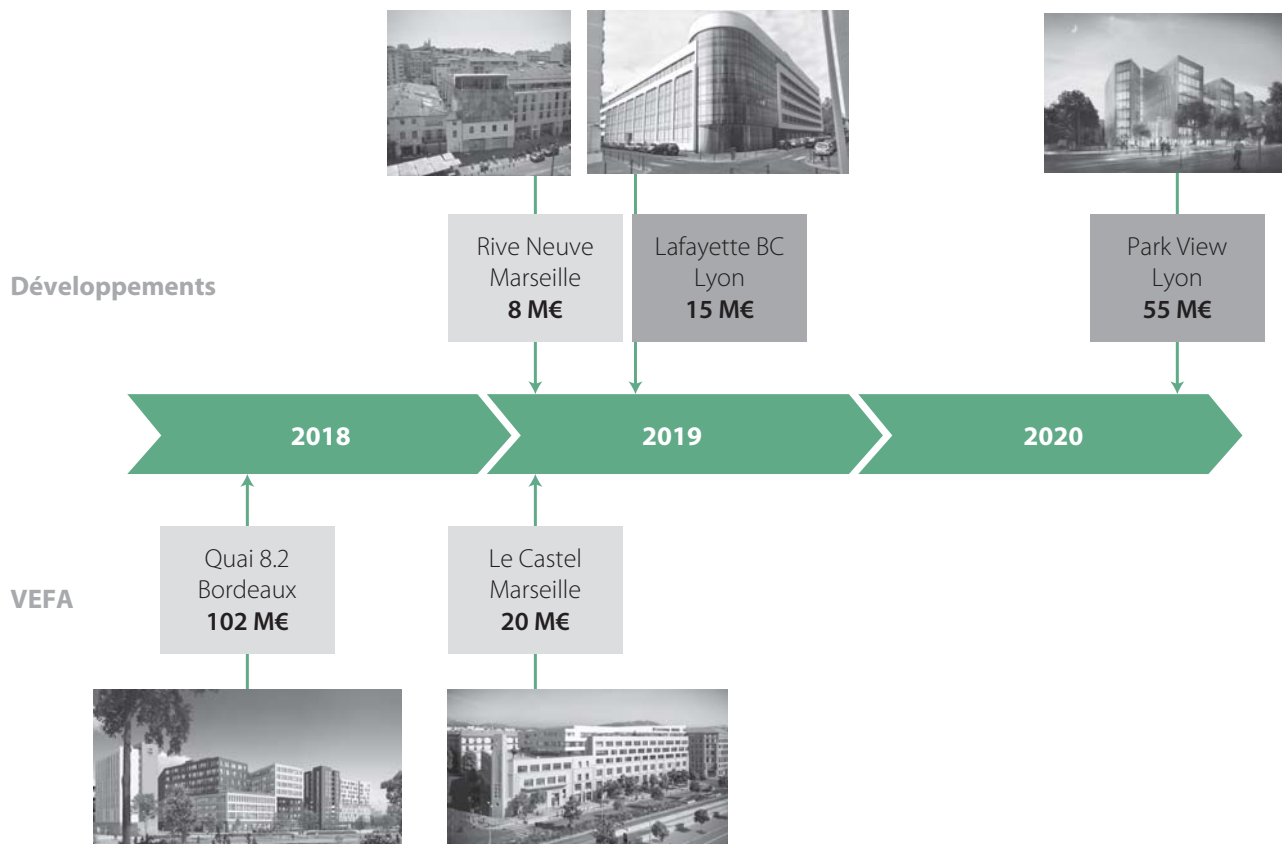 Développements
Rive Neuve
Marseille
8 M€
Lafayette BC
Lyon
15 M€
Park View
Lyon
55 M€
2018
2019
2020
VEFA
Quai 8.2
Bordeaux
102 M€
Le Castel
Marseille
20 M€